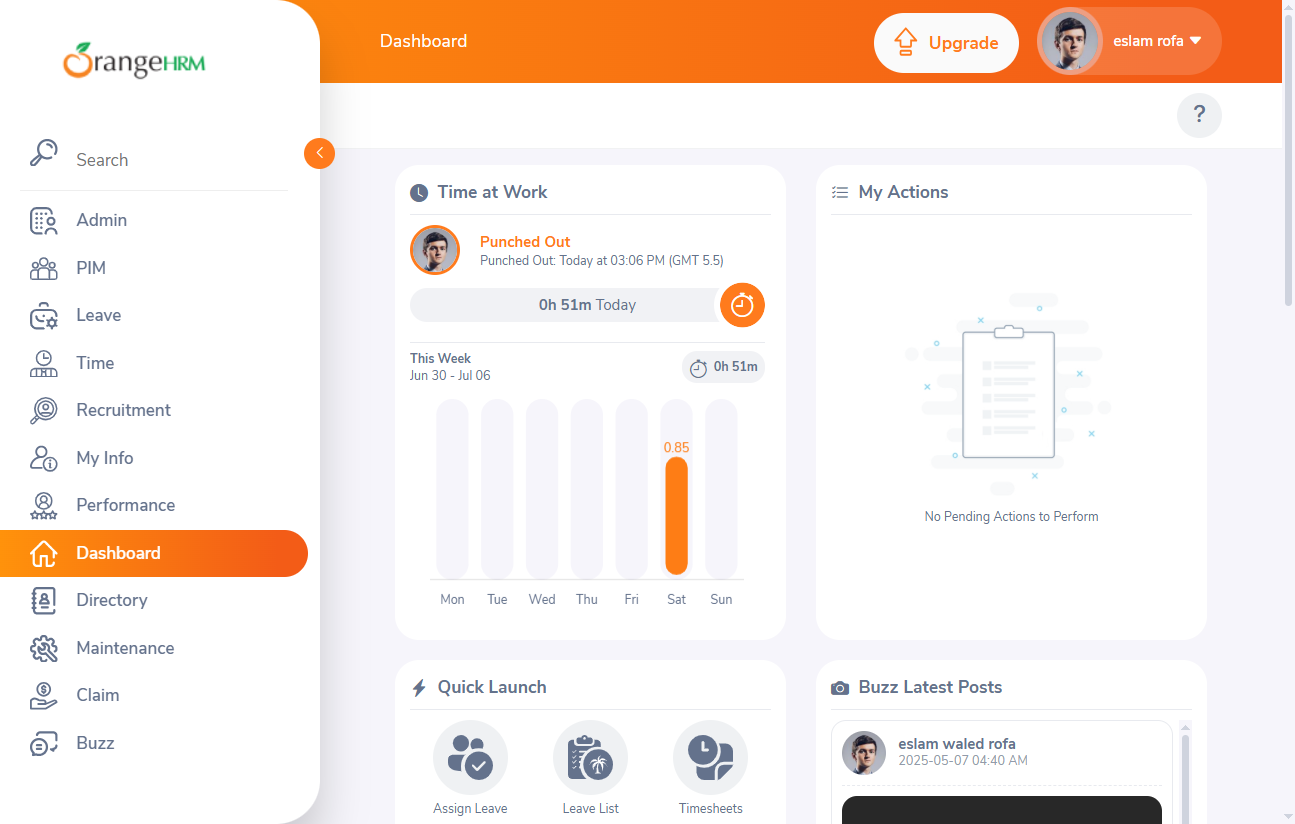 OrangeHRM
Dashboard
Upgrade
eslam rofa
?
Search
Admin
PIM
Leave
Time
Recruitment
My Info
Performance
Dashboard
Directory
Maintenance
Claim
Buzz
Time at Work
Punched Out
Punched Out: Today at 03:06 PM (GMT 5.5)
0h 51m Today
This Week
Jun 30 - Jul 06
0h 51m
0.85
Mon Tue Wed Thu Fri Sat Sun
My Actions
No Pending Actions to Perform
Quick Launch
Assign Leave
Leave List
Timesheets
Buzz Latest Posts
eslam waled rofa
2025-05-07 04:40 AM